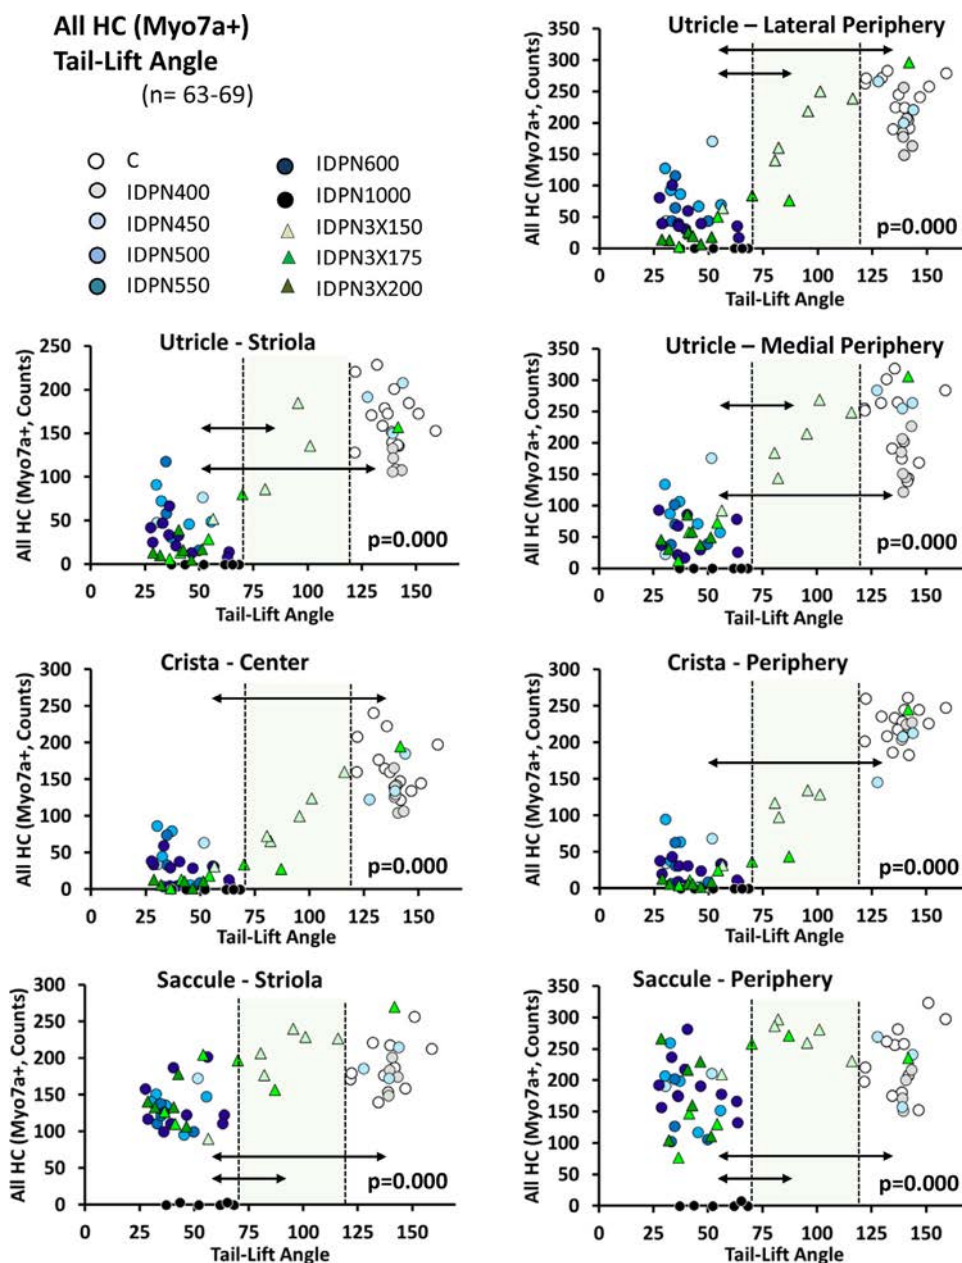 All HC (Myo7a+)
Tail-Lift Angle
(n= 63-69)
C
IDPN400
IDPN450
IDPN500
IDPN550
IDPN600
IDPN1000
IDPN3X150
IDPN3X175
IDPN3X200
Utricle – Lateral Periphery
All HC (Myo7a+, Counts)
350
300
250
200
150
100
50
0
p=0.000
0 25 50 75 100 125 150
Tail-Lift Angle
Utricle - Striola
All HC (Myo7a+, Counts)
250
200
150
100
50
0
p=0.000
0 25 50 75 100 125 150
Tail-Lift Angle
Utricle – Medial Periphery
All HC (Myo7a+, Counts)
350
300
250
200
150
100
50
0
p=0.000
0 25 50 75 100 125 150
Tail-Lift Angle
Crista - Center
All HC (Myo7a+, Counts)
300
250
200
150
100
50
0
p=0.000
0 25 50 75 100 125 150
Tail-Lift Angle
Crista - Periphery
All HC (Myo7a+, Counts)
300
250
200
150
100
50
0
p=0.000
0 25 50 75 100 125 150
Tail-Lift Angle
Saccule - Striola
All HC (Myo7a+, Counts)
300
250
200
150
100
50
0
p=0.000
0 25 50 75 100 125 150
Tail-Lift Angle
Saccule - Periphery
All HC (Myo7a+, Counts)
350
300
250
200
150
100
50
0
p=0.000
0 25 50 75 100 125 150
Tail-Lift Angle